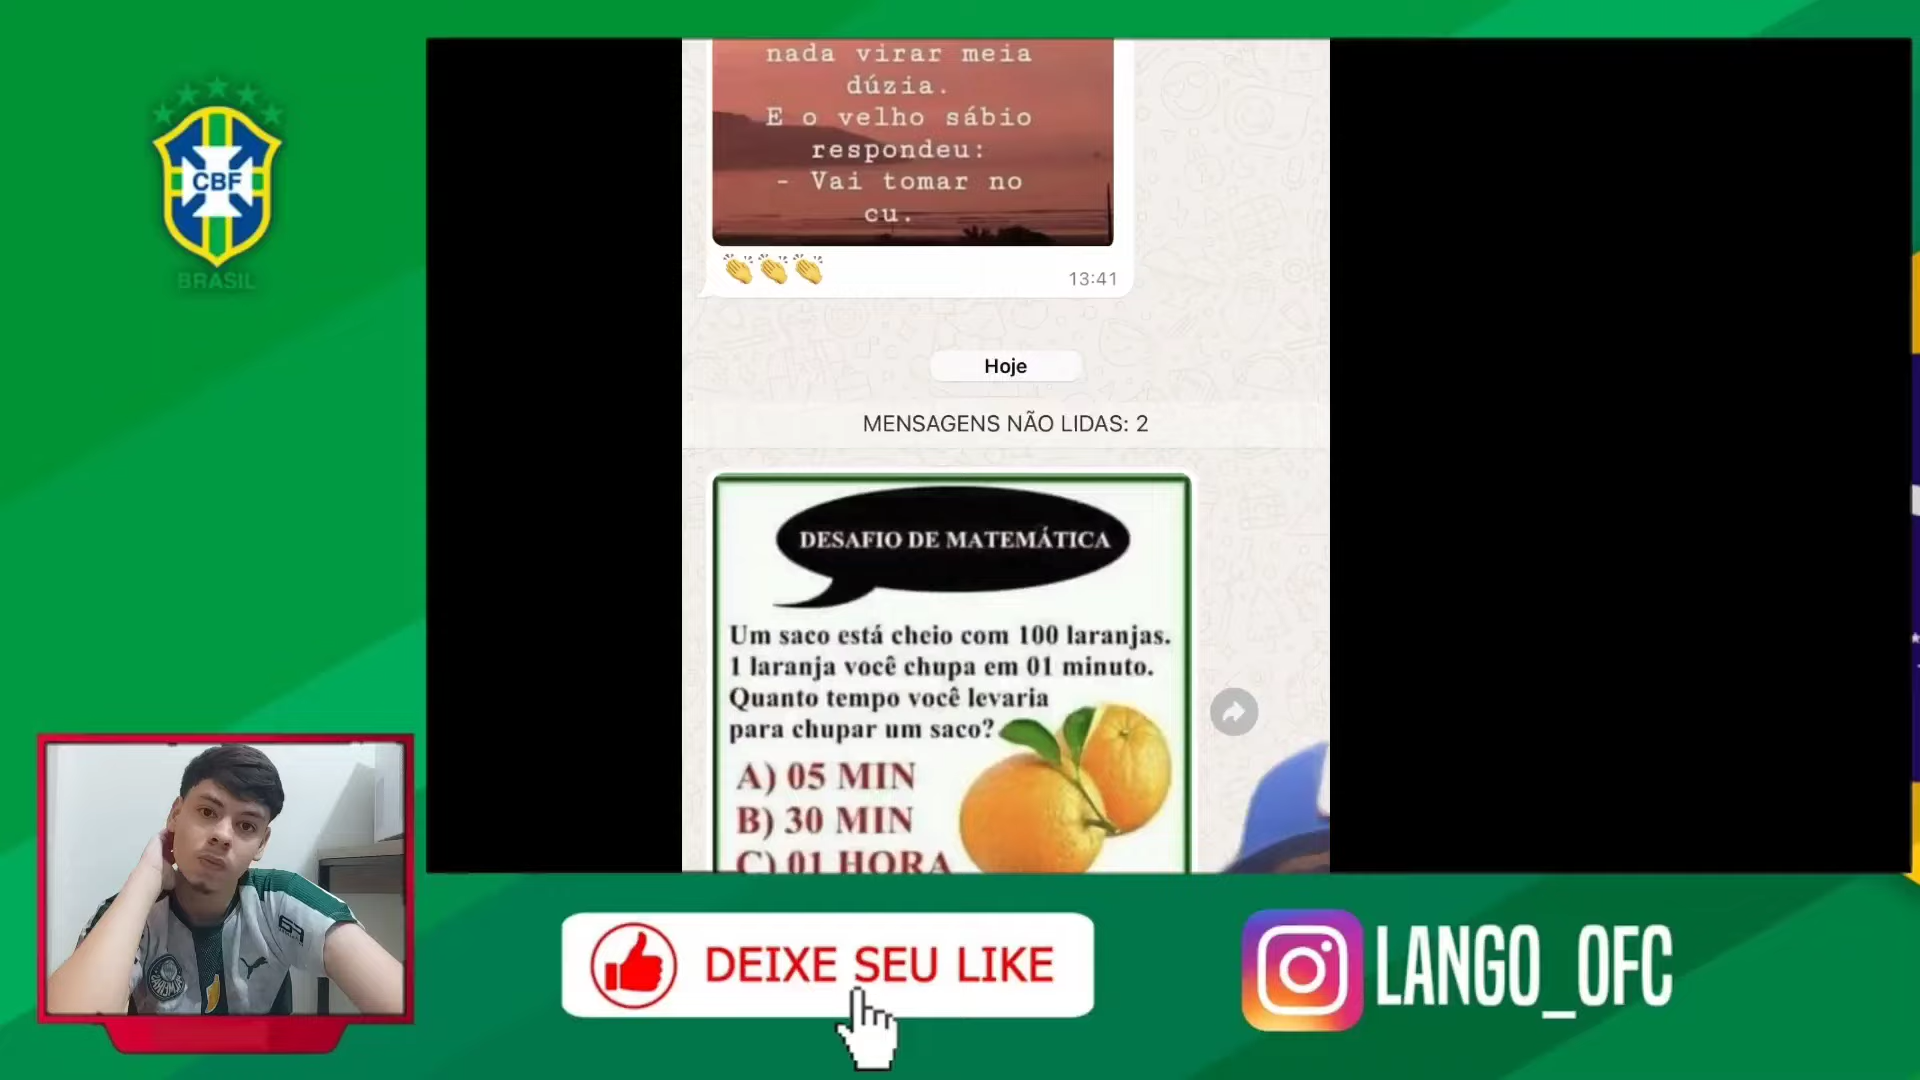 nada virar meia
dúzia.
E o velho sábio
respondeu:
- Vai tomar no
cu.
👏👏👏
13:41
Hoje
MENSAGENS NÃO LIDAS: 2
DESAFIO DE MATEMÁTICA
Um saco está cheio com 100 laranjas.
1 laranja você chupa em 01 minuto.
Quanto tempo você levaria
para chupar um saco?
A) 05 MIN
B) 30 MIN
C) 01 HORA
CBF
BRASIL
DEIXE SEU LIKE
LANGO_OFC